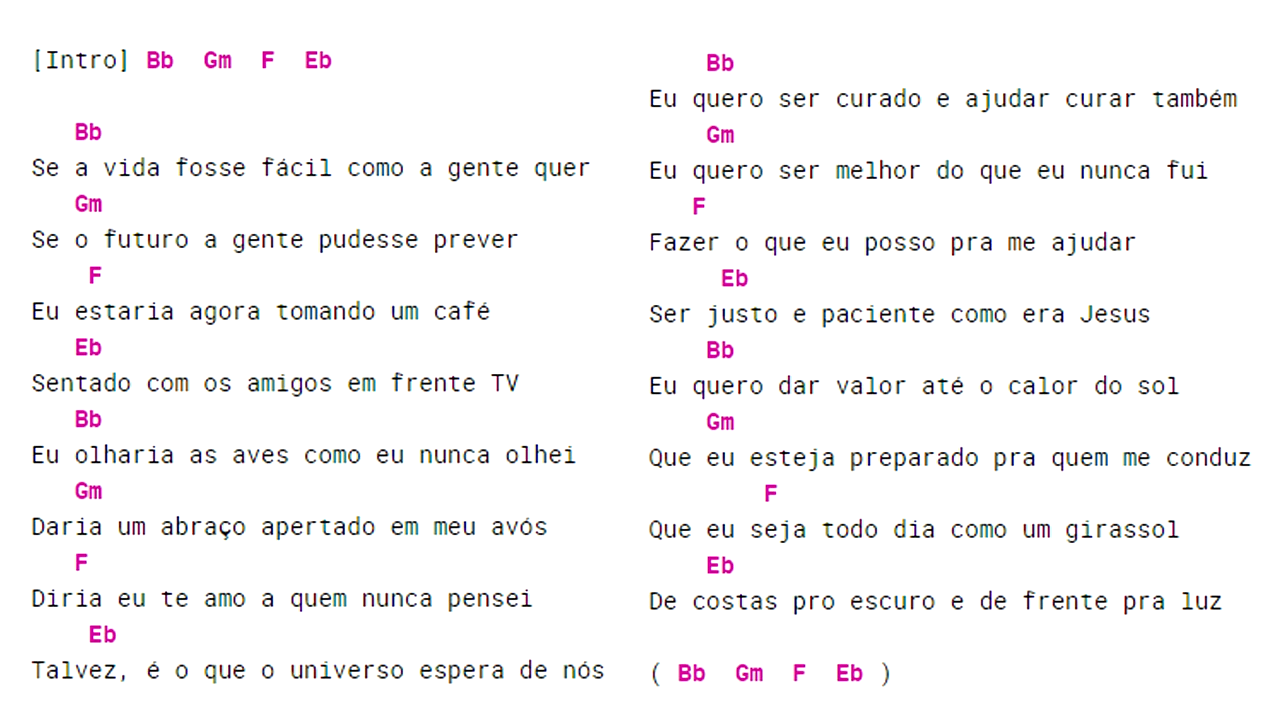 [Intro] Bb Gm F Eb
Bb
Se a vida fosse fácil como a gente quer
Gm
Se o futuro a gente pudesse prever
F
Eu estaria agora tomando um café
Eb
Sentado com os amigos em frente TV
Bb
Eu olharia as aves como eu nunca olhei
Gm
Daria um abraço apertado em meu avós
F
Diria eu te amo a quem nunca pensei
Eb
Talvez, é o que o universo espera de nós
Bb
Eu quero ser curado e ajudar curar também
Gm
Eu quero ser melhor do que eu nunca fui
F
Fazer o que eu posso pra me ajudar
Eb
Ser justo e paciente como era Jesus
Bb
Eu quero dar valor até o calor do sol
Gm
Que eu esteja preparado pra quem me conduz
F
Que eu seja todo dia como um girassol
Eb
De costas pro escuro e de frente pra luz
( Bb Gm F Eb )